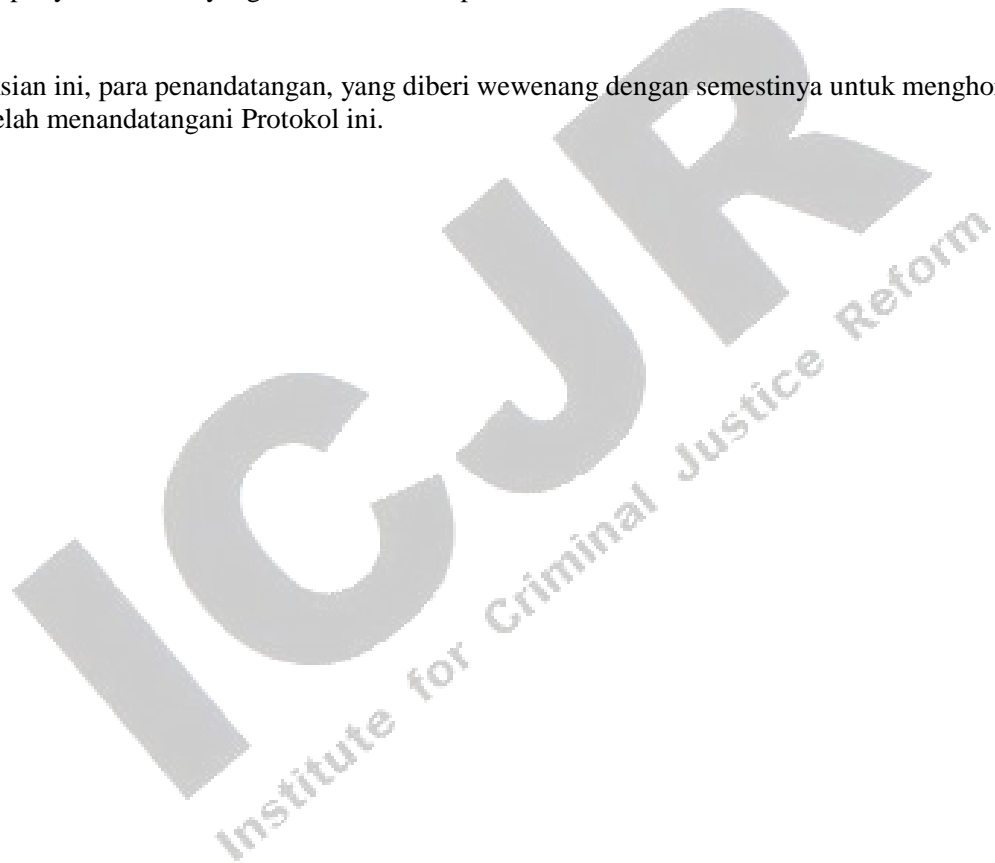 sian ini, para penandatangan, yang diberi wewenang dengan semestinya untuk mengho
elah menandatangani Protokol ini.
ICJR
Institute for Criminal Justice Reform